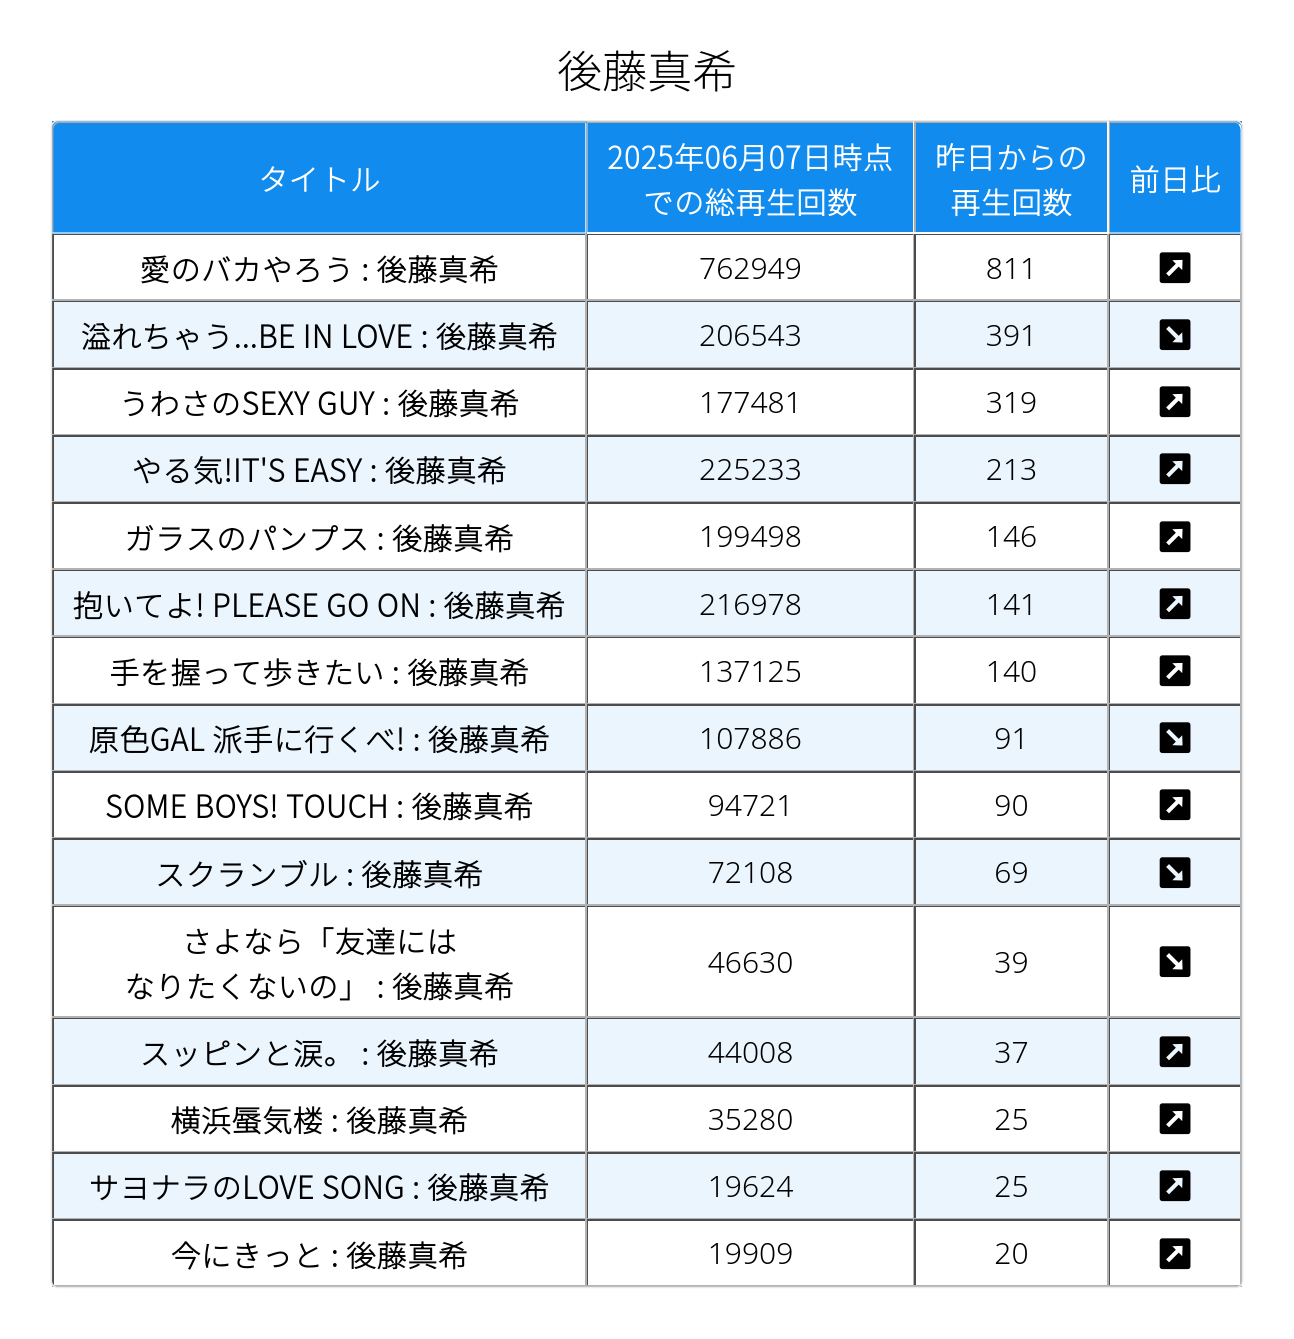 後藤真希
タイトル
2025年06月07日時点
での総再生回数
昨日からの
再生回数
前日比
愛のバカやろう : 後藤真希 762949 811
溢れちゃう...BE IN LOVE : 後藤真希 206543 391
うわさのSEXY GUY : 後藤真希 177481 319
やる気!IT'S EASY : 後藤真希 225233 213
ガラスのパンプス : 後藤真希 199498 146
抱いてよ! PLEASE GO ON : 後藤真希 216978 141
手を握って歩きたい : 後藤真希 137125 140
原色GAL 派手に行くべ! : 後藤真希 107886 91
SOME BOYS! TOUCH : 後藤真希 94721 90
スクランブル : 後藤真希 72108 69
さよなら「友達には
なりたくないの」 : 後藤真希 46630 39
スッピンと涙。 : 後藤真希 44008 37
横浜蜃気楼 : 後藤真希 35280 25
サヨナラのLOVE SONG : 後藤真希 19624 25
今にきっと : 後藤真希 19909 20